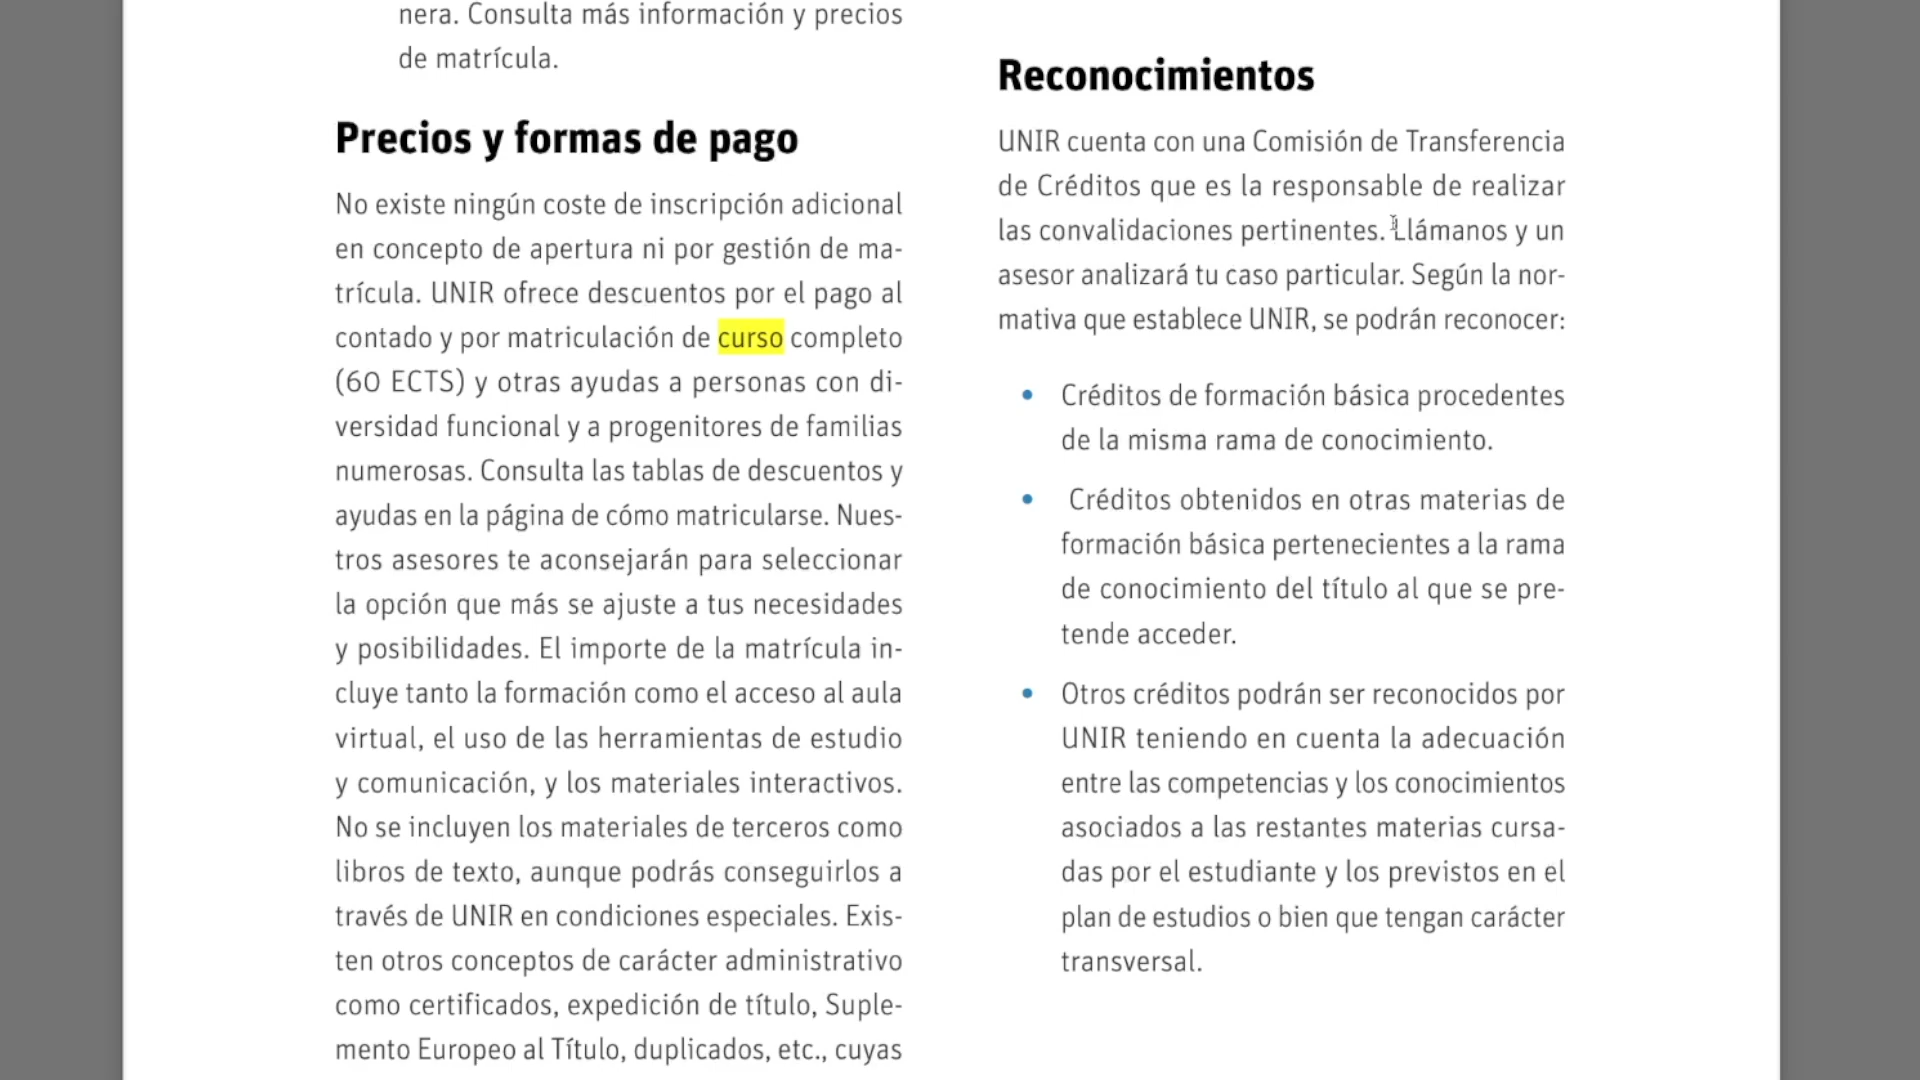 nera. Consulta más información y precios
de matrícula.
Precios y formas de pago
No existe ningún coste de inscripción adicional
en concepto de apertura ni por gestión de ma-
trícula. UNIR ofrece descuentos por el pago al
contado y por matriculación de curso completo
(60 ECTS) y otras ayudas a personas con di-
versidad funcional y a progenitores de familias
numerosas. Consulta las tablas de descuentos y
ayudas en la página de cómo matricularse. Nues-
tros asesores te aconsejarán para seleccionar
la opción que más se ajuste a tus necesidades
y posibilidades. El importe de la matrícula in-
cluye tanto la formación como el acceso al aula
virtual, el uso de las herramientas de estudio
y comunicación, y los materiales interactivos.
No se incluyen los materiales de terceros como
libros de texto, aunque podrás conseguirlos a
través de UNIR en condiciones especiales. Exis-
ten otros conceptos de carácter administrativo
como certificados, expedición de título, Suple-
mento Europeo al Título, duplicados, etc., cuyas
Reconocimientos
UNIR cuenta con una Comisión de Transferencia
de Créditos que es la responsable de realizar
las convalidaciones pertinentes. Llámanos y un
asesor analizará tu caso particular. Según la nor-
mativa que establece UNIR, se podrán reconocer:
• Créditos de formación básica procedentes
de la misma rama de conocimiento.
• Créditos obtenidos en otras materias de
formación básica pertenecientes a la rama
de conocimiento del título al que se pre-
tende acceder.
• Otros créditos podrán ser reconocidos por
UNIR teniendo en cuenta la adecuación
entre las competencias y los conocimientos
asociados a las restantes materias cursa-
das por el estudiante y los previstos en el
plan de estudios o bien que tengan carácter
transversal.